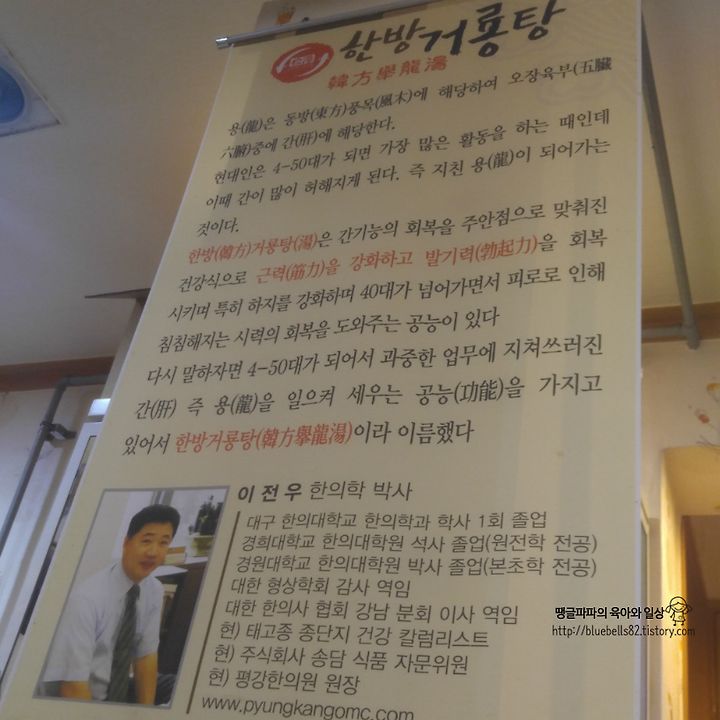 한방거룡탕
韓方擧龍湯
용(龍)은 동방(東方)풍목(風木)에 해당하여 오장육부(五臟
六腑)중에 간(肝)에 해당한다.
현대인은 4-50대가 되면 가장 많은 활동을 하는 때인데
이때 간이 많이 허해지게 된다. 즉 지친 용(龍)이 되어가는
것이다.
한방(韓方)거룡탕(湯)은 간기능의 회복을 주안점으로 맞춰진
건강식으로 근력(筋力)을 강화하고 발기력(勃起力)을 회복
시키며 특히 하지를 강화하며 40대가 넘어가면서 피로로 인해
침침해지는 시력의 회복을 도와주는 공능이 있다
다시 말하자면 4-50대가 되어서 과중한 업무에 지쳐쓰러진
간(肝) 즉 용(龍)을 일으켜 세우는 공능(功能)을 가지고
있어서 한방거룡탕(韓方擧龍湯)이라 이름했다
이 전 우 한의학 박사
대구 한의대학교 한의학과 학사 1회 졸업
경희대학교 한의대학원 석사 졸업(원전학 전공)
경원대학교 한의대학원 박사 졸업(본초학 전공)
대한 형상학회 감사 역임
대한 한의사 협회 강남 분회 이사 역임
현) 태고종 종단지 건강 칼럼리스트
현) 주식회사 송담 식품 자문위원
현) 평강한의원 원장
www.pyungkangomc.com
땡글파파의 육아와 일상
http://bluebells82.tistory.com